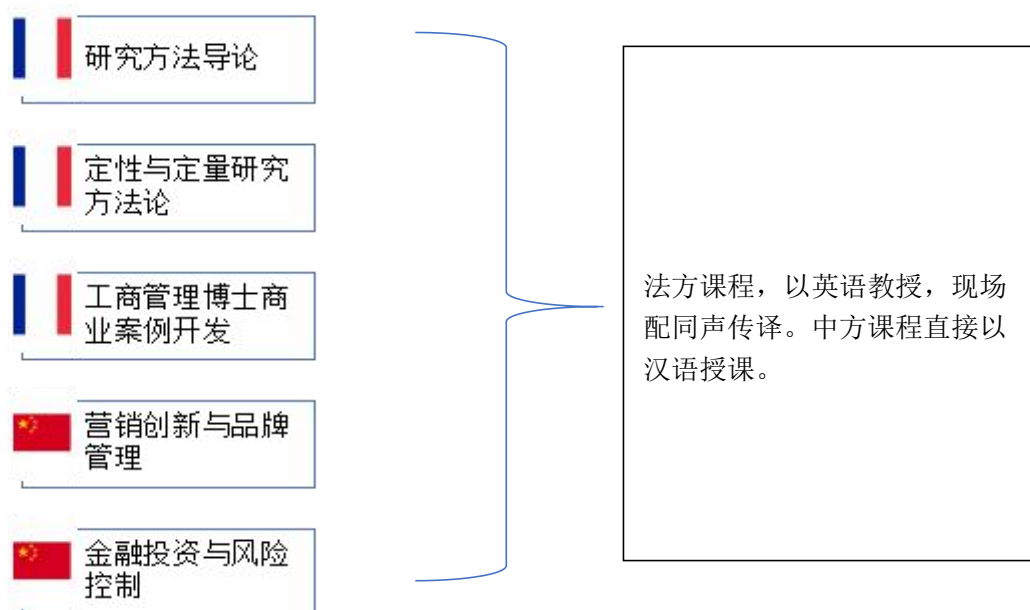 研究方法导论
定性与定量研究
方法论
工商管理博士商
业案例开发
营销创新与品牌
管理
金融投资与风险
控制
法方课程，以英语教授，现场
配同声传译。中方课程直接以
汉语授课。